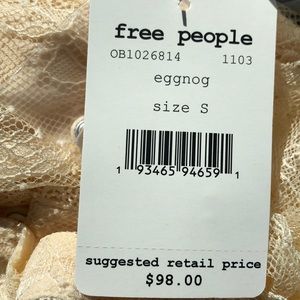 free people
OB1026814 1103
eggnog
size S
1 93465 94659 1
suggested retail price
$98.00